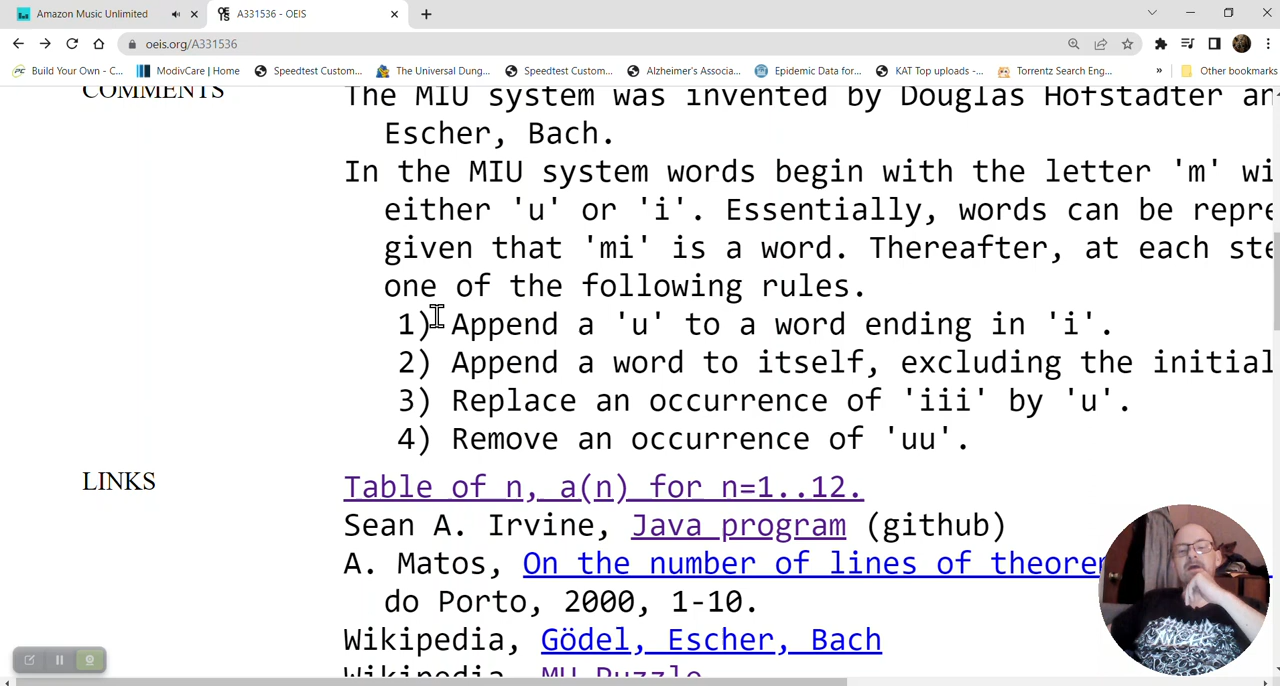 Amazon Music Unlimited
A331536 - OEIS
oeis.org/A331536
Build Your Own - C...
ModivCare | Home
Speedtest Custom...
The Universal Dung...
Speedtest Custom...
Alzheimer's Associa...
Epidemic Data for...
KAT Top uploads -...
Torrentz Search Eng...
»
Other bookmarks
COMMENTS
The MIU system was invented by Douglas Hofstadter an
Escher, Bach.
In the MIU system words begin with the letter 'm' wi
either 'u' or 'i'. Essentially, words can be repre
given that 'mi' is a word. Thereafter, at each ste
one of the following rules.
1) Append a 'u' to a word ending in 'i'.
2) Append a word to itself, excluding the initial
3) Replace an occurrence of 'iii' by 'u'.
4) Remove an occurrence of 'uu'.
LINKS
Table of n, a(n) for n=1..12.
Sean A. Irvine, Java program (github)
A. Matos, On the number of lines of theorem
do Porto, 2000, 1-10.
Wikipedia, Gödel, Escher, Bach
Wikipedia, MU Puzzle